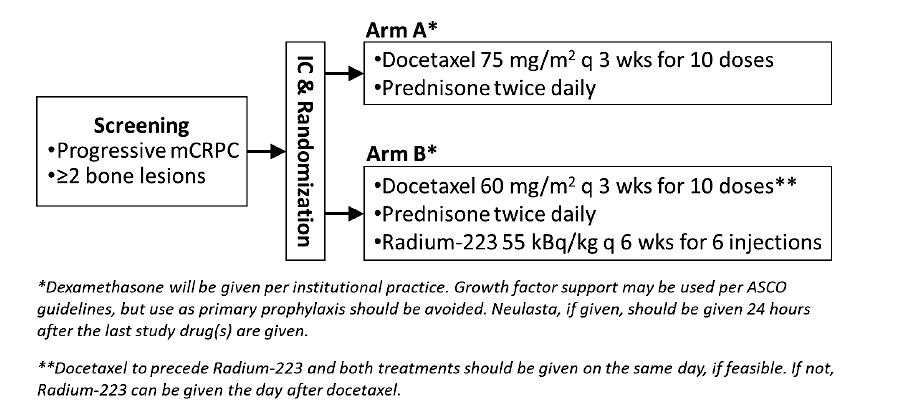 Screening
•Progressive mCRPC
•≥2 bone lesions
IC & Randomization
Arm A*
•Docetaxel 75 mg/m² q 3 wks for 10 doses
•Prednisone twice daily
Arm B*
•Docetaxel 60 mg/m² q 3 wks for 10 doses**
•Prednisone twice daily
•Radium-223 55 kBq/kg q 6 wks for 6 injections
*Dexamethasone will be given per institutional practice. Growth factor support may be used per ASCO
guidelines, but use as primary prophylaxis should be avoided. Neulasta, if given, should be given 24 hours
after the last study drug(s) are given.
**Docetaxel to precede Radium-223 and both treatments should be given on the same day, if feasible. If not,
Radium-223 can be given the day after docetaxel.